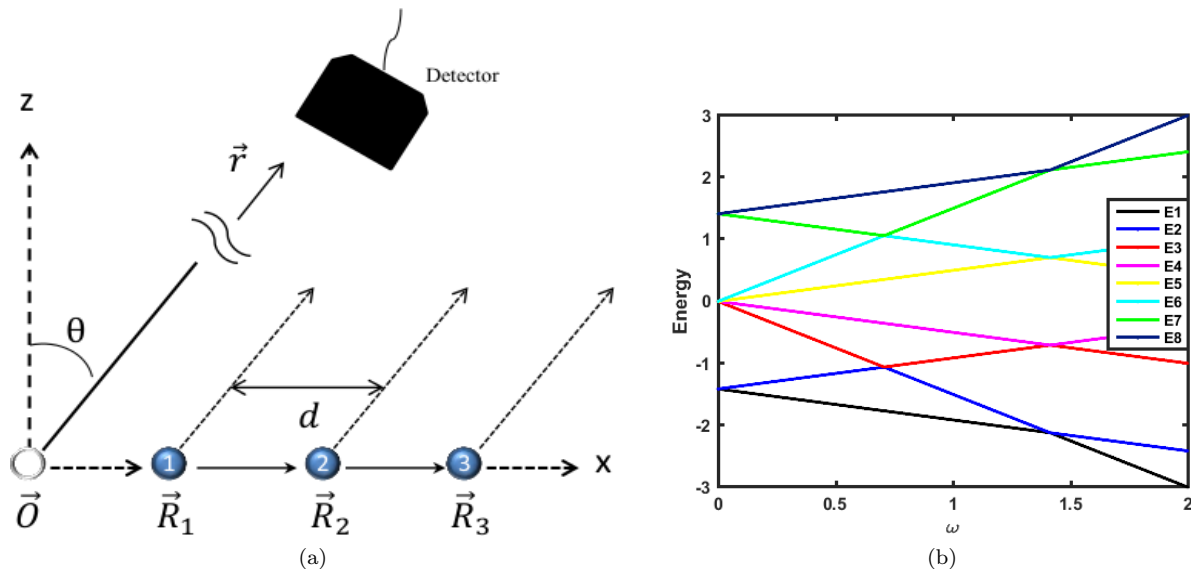 Detector
z
r⃗
θ
d
1 2 3 x
O⃗ R⃗₁ R⃗₂ R⃗₃
(a)
3
2
1
0
-1
-2
-3
Energy
0 0.5 1 1.5 2
ω
E1
E2
E3
E4
E5
E6
E7
E8
(b)